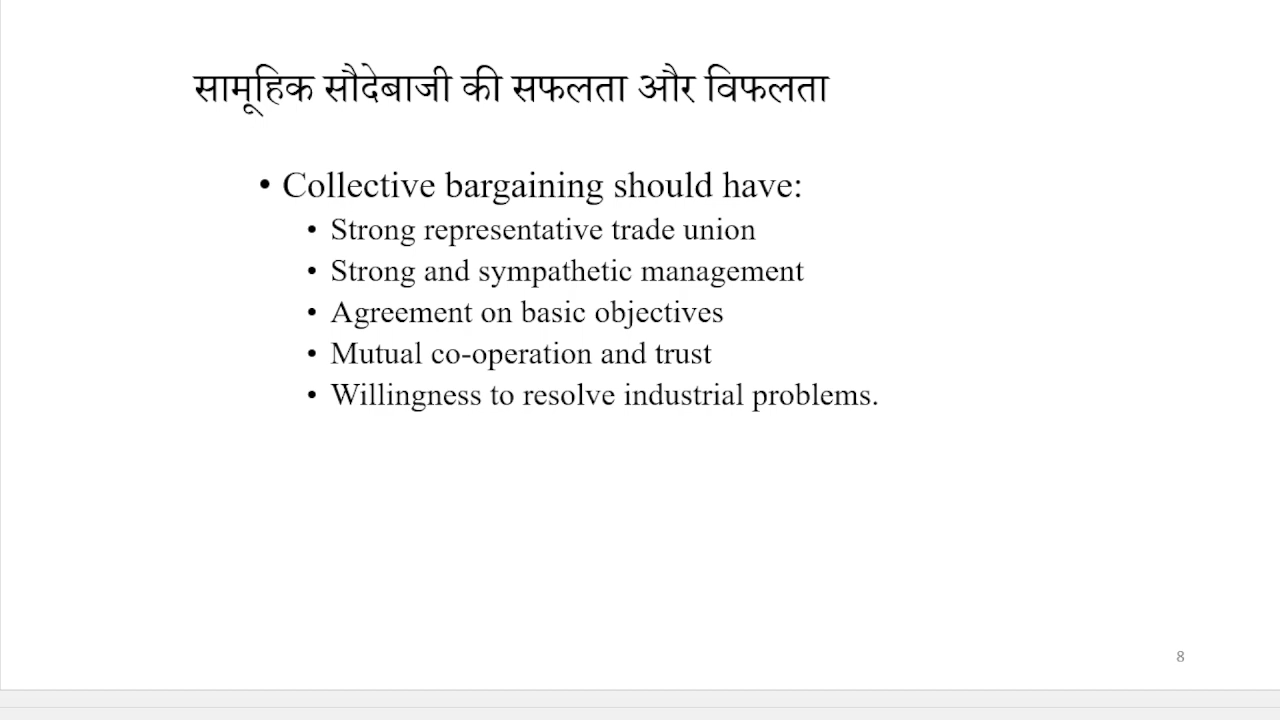 सामूहिक सौदेबाजी की सफलता और विफलता
• Collective bargaining should have:
• Strong representative trade union
• Strong and sympathetic management
• Agreement on basic objectives
• Mutual co-operation and trust
• Willingness to resolve industrial problems.
8